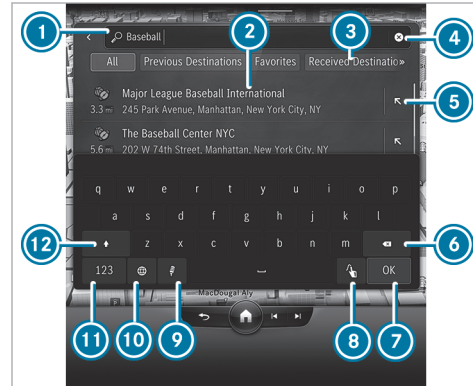 1
Baseball
2
3
4
All Previous Destinations Favorites Received Destinatio»
Major League Baseball International
3.3 mi 245 Park Avenue, Manhattan, New York City, NY
5
The Baseball Center NYC
5.6 mi 202 W 74th Street, Manhattan, New York City, NY
q w e r t y u i o p
a s d f g h j k l
12
z x c v b n m
6
123
OK
MacDougal Aly
11
10
9
8
7